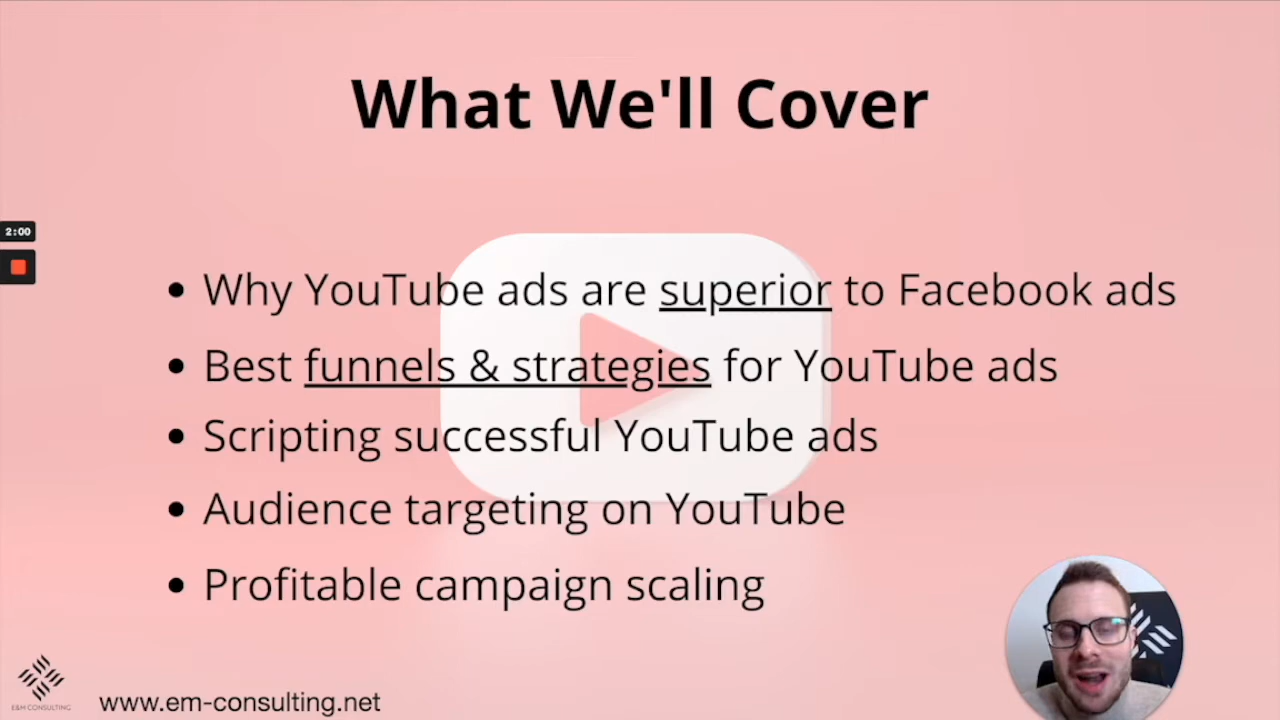 What We'll Cover
2:00
Why YouTube ads are superior to Facebook ads
Best funnels & strategies for YouTube ads
Scripting successful YouTube ads
Audience targeting on YouTube
Profitable campaign scaling
E&M CONSULTING
www.em-consulting.net